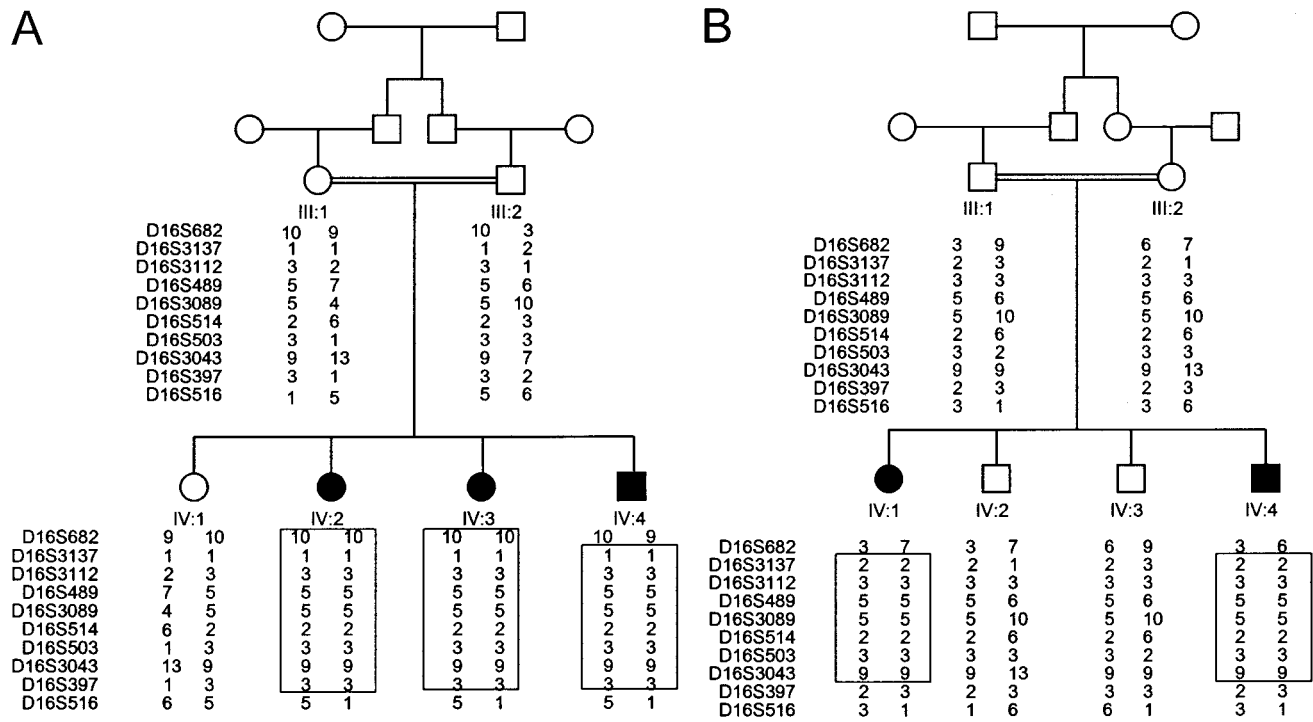 A
III:1 III:2
D16S682 10 9 10 3
D16S3137 1 1 1 2
D16S3112 3 2 3 1
D16S489 5 7 5 6
D16S3089 5 4 5 10
D16S514 2 6 2 3
D16S503 3 1 3 3
D16S3043 9 13 9 7
D16S397 3 1 3 2
D16S516 1 5 5 6
IV:1 IV:2 IV:3 IV:4
D16S682 9 10 10 10 10 10 10 9
D16S3137 1 1 1 1 1 1 1 1
D16S3112 2 3 3 3 3 3 3 3
D16S489 7 5 5 5 5 5 5 5
D16S3089 4 5 5 5 5 5 5 5
D16S514 6 2 2 2 2 2 2 2
D16S503 1 3 3 3 3 3 3 3
D16S3043 13 9 9 9 9 9 9 9
D16S397 1 3 3 3 3 3 3 3
D16S516 6 5 5 1 5 1 5 1
B
III:1 III:2
D16S682 3 9 6 7
D16S3137 2 3 2 1
D16S3112 3 3 3 3
D16S489 5 6 5 6
D16S3089 5 10 5 10
D16S514 2 6 2 6
D16S503 3 2 3 3
D16S3043 9 9 9 13
D16S397 2 3 2 3
D16S516 3 1 3 6
IV:1 IV:2 IV:3 IV:4
D16S682 3 7 3 7 6 9 3 6
D16S3137 2 2 2 1 2 3 2 2
D16S3112 3 3 3 3 3 3 3 3
D16S489 5 5 5 6 5 6 5 5
D16S3089 5 5 5 10 5 10 5 5
D16S514 2 2 2 6 2 6 2 2
D16S503 3 3 3 3 3 2 3 3
D16S3043 9 9 9 13 9 9 9 9
D16S397 2 3 2 3 3 3 2 3
D16S516 3 1 1 6 6 1 3 1